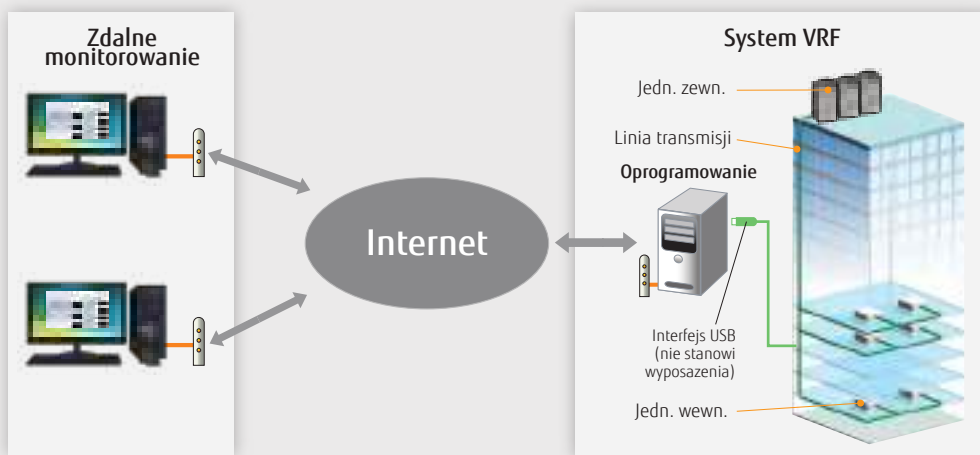 Zdalne
monitorowanie
System VRF
Jedn. zewn.
Linia transmisji
Oprogramowanie
Internet
Interfejs USB
(nie stanowi
wyposazenia)
Jedn. wewn.